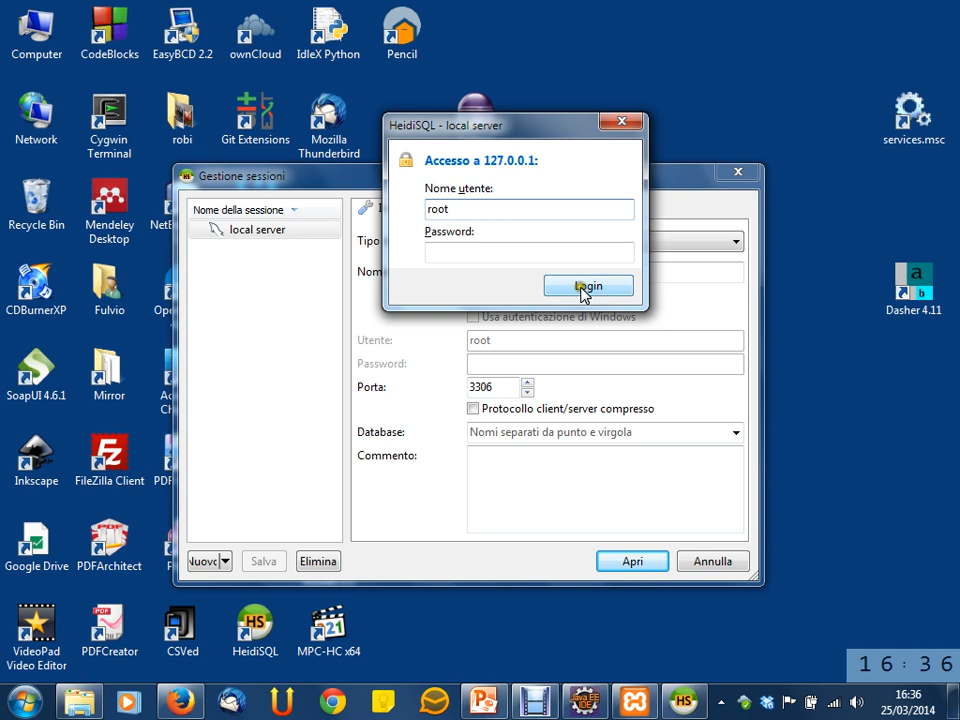 Computer
CodeBlocks
EasyBCD 2.2
ownCloud
IdleX Python
Pencil
Network
Cygwin
Terminal
robi
Git Extensions
Mozilla
Thunderbird
services.msc
HeidiSQL - local server
Accesso a 127.0.0.1:
Nome utente:
root
Password:
Login
Gestione sessioni
Nome della sessione
local server
Tipo
Usa autenticazione di Windows
Utente:
root
Password:
Porta:
3306
Protocollo client/server compresso
Database:
Nomi separati da punto e virgola
Commento:
Nuovo
Salva
Elimina
Apri
Annulla
Recycle Bin
Mendeley
Desktop
CDBurnerXP
Fulvio
Dasher 4.11
SoapUI 4.6.1
Mirror
Inkscape
FileZilla Client
Google Drive
PDFArchitect
VideoPad
Video Editor
PDFCreator
CSVed
HeidiSQL
MPC-HC x64
16:36
16:36
25/03/2014